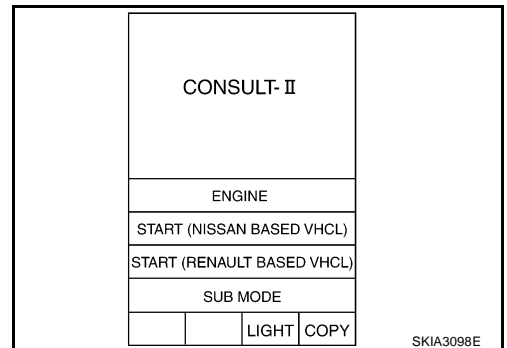 CONSULT-Ⅱ
ENGINE
START (NISSAN BASED VHCL)
START (RENAULT BASED VHCL)
SUB MODE
LIGHT COPY
SKIA3098E